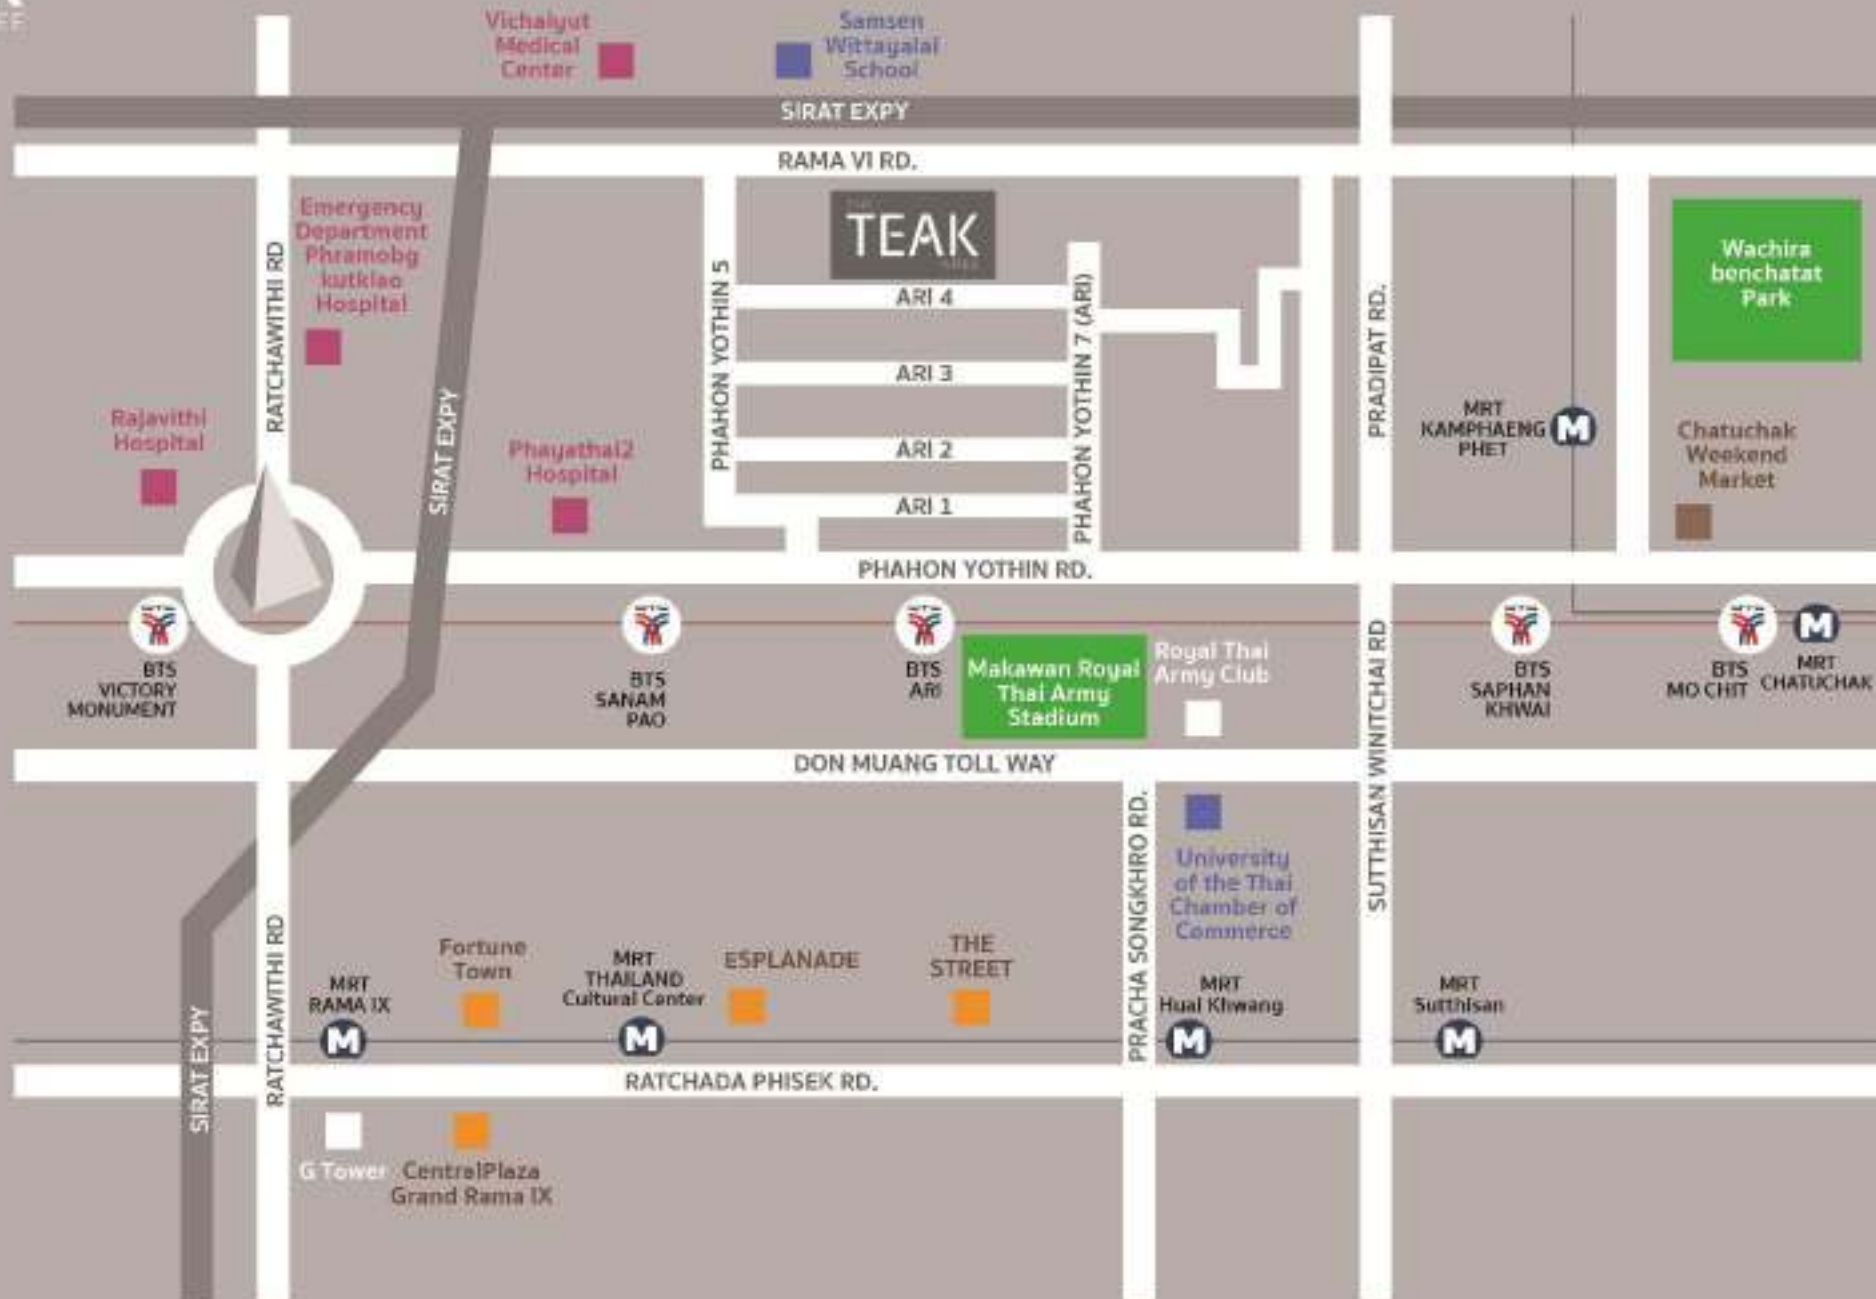 Vichaiyut
Medical
Center
Samsen
Wittayalai
School
SIRAT EXPY
RAMA VI RD.
Emergency
Department
Phramobg
kutklao
Hospital
RATCHAWITHI RD
THE
TEAK
PHAHON YOTHIN 5
ARI 4
ARI 3
ARI 2
ARI 1
PHAHON YOTHIN 7 (ARI)
PRADIPAT RD.
Wachira
benchatat
Park
MRT
KAMPHAENG
PHET
M
Chatuchak
Weekend
Market
Rajavithi
Hospital
SIRAT EXPY
Phayathai2
Hospital
PHAHON YOTHIN RD.
BTS
VICTORY
MONUMENT
BTS
SANAM
PAO
BTS
ARI
Makawan Royal
Thai Army
Stadium
Royal Thai
Army Club
SUTTHISAN WINITCHAI RD
BTS
SAPHAN
KHWAI
BTS
MO CHIT
M
MRT
CHATUCHAK
DON MUANG TOLL WAY
PRACHA SONGKHRO RD.
University
of the Thai
Chamber of
Commerce
SIRAT EXPY
RATCHAWITHI RD
MRT
RAMA IX
M
Fortune
Town
MRT
THAILAND
Cultural Center
M
ESPLANADE
THE
STREET
MRT
Huai Khwang
M
MRT
Sutthisan
M
RATCHADA PHISEK RD.
G Tower
CentralPlaza
Grand Rama IX